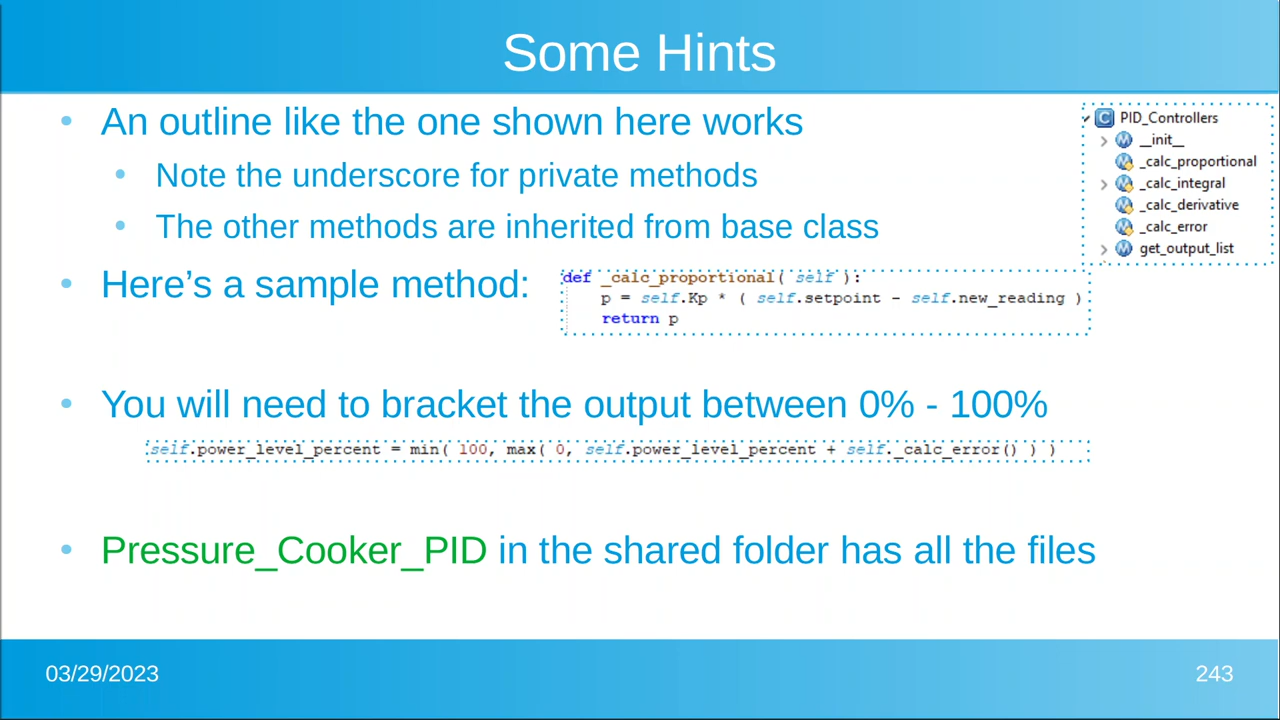 Some Hints
• An outline like the one shown here works
• Note the underscore for private methods
• The other methods are inherited from base class
PID_Controllers
__init__
_calc_proportional
_calc_integral
_calc_derivative
_calc_error
get_output_list
• Here’s a sample method:
def _calc_proportional( self ):
p = self.Kp * ( self.setpoint - self.new_reading )
return p
• You will need to bracket the output between 0% - 100%
self.power_level_percent = min( 100, max( 0, self.power_level_percent + self._calc_error() ) )
• Pressure_Cooker_PID in the shared folder has all the files
03/29/2023
243